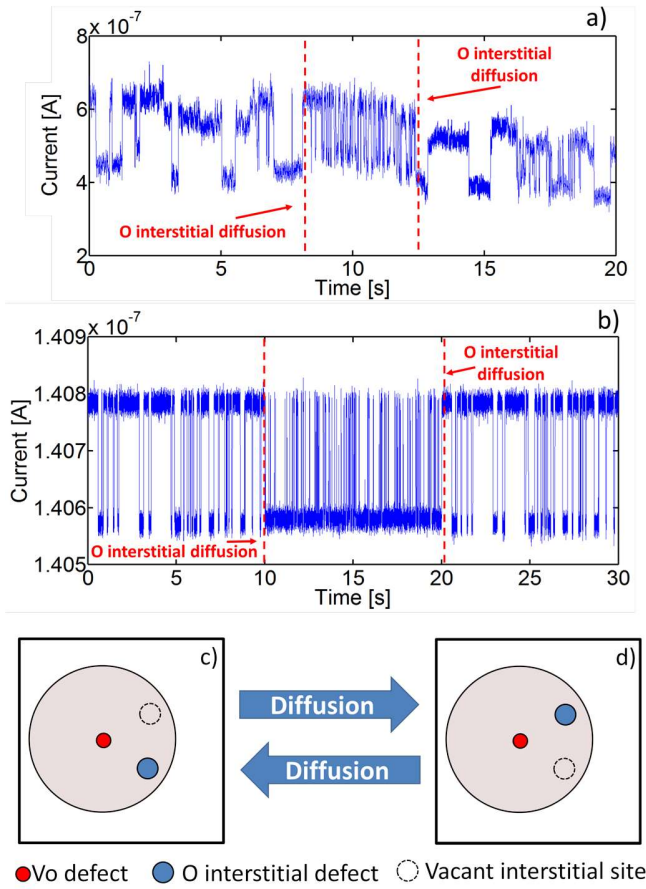 x 10⁻⁷
a)
8
6
4
2
Current [A]
O interstitial
diffusion
O interstitial diffusion
0 5 10 15 20
Time [s]
x 10⁻⁷
b)
1.409
1.408
1.407
1.406
1.405
Current [A]
O interstitial
diffusion
O interstitial diffusion
0 5 10 15 20 25 30
Time [s]
c)
Diffusion
Diffusion
d)
Vo defect O interstitial defect Vacant interstitial site